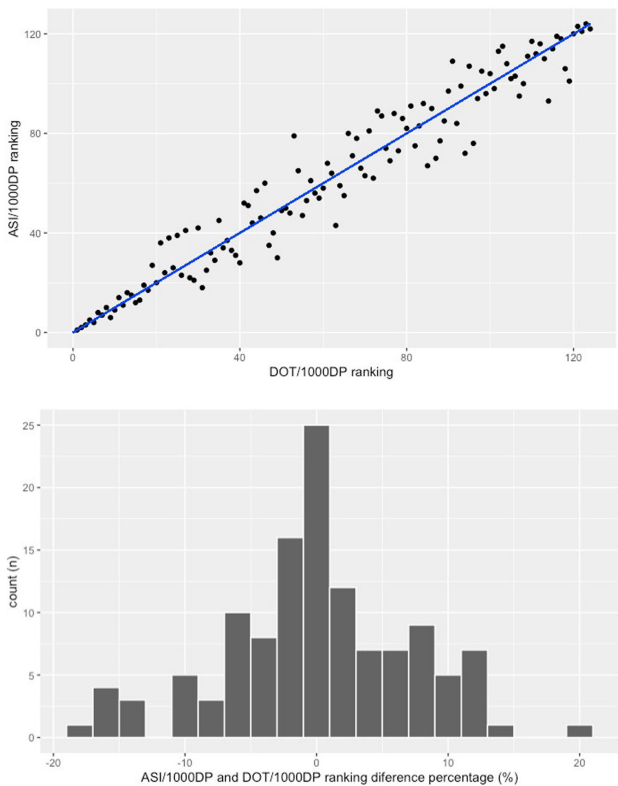 120
80
40
0
ASI/1000DP ranking
0 40 80 120
DOT/1000DP ranking
25
20
15
10
5
0
count (n)
-20 -10 0 10 20
ASI/1000DP and DOT/1000DP ranking diference percentage (%)